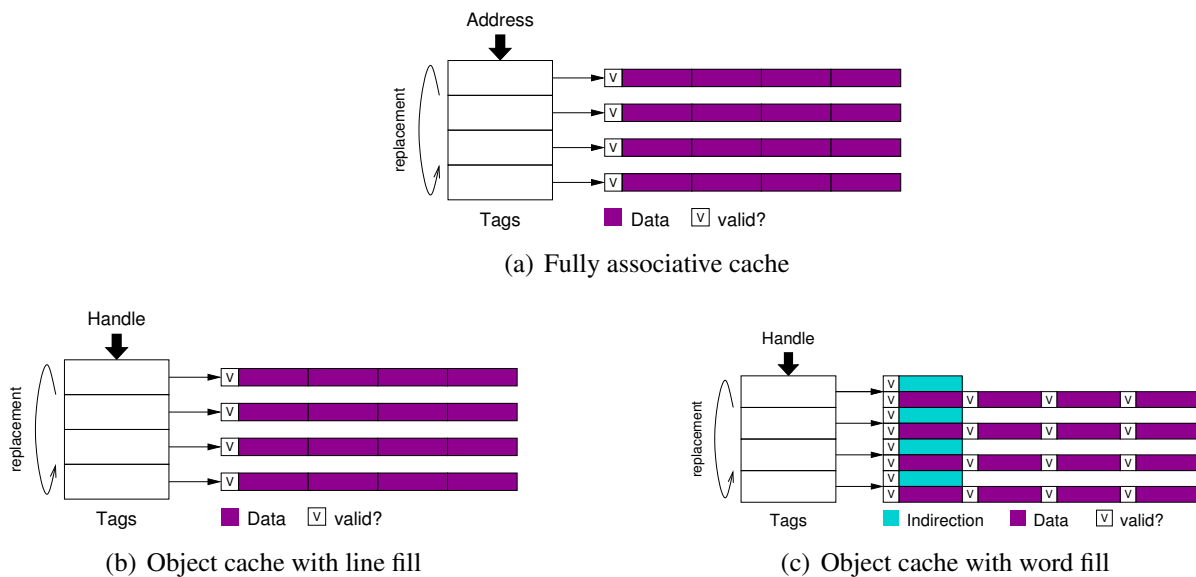 Address
replacement
V
V
V
V
Tags
Data V valid?
(a) Fully associative cache
Handle
replacement
V
V
V
V
Tags
Data V valid?
(b) Object cache with line fill
Handle
replacement
V
V V V V
V
V V V V
V
V V V V
V
V V V V
Tags
Indirection Data V valid?
(c) Object cache with word fill